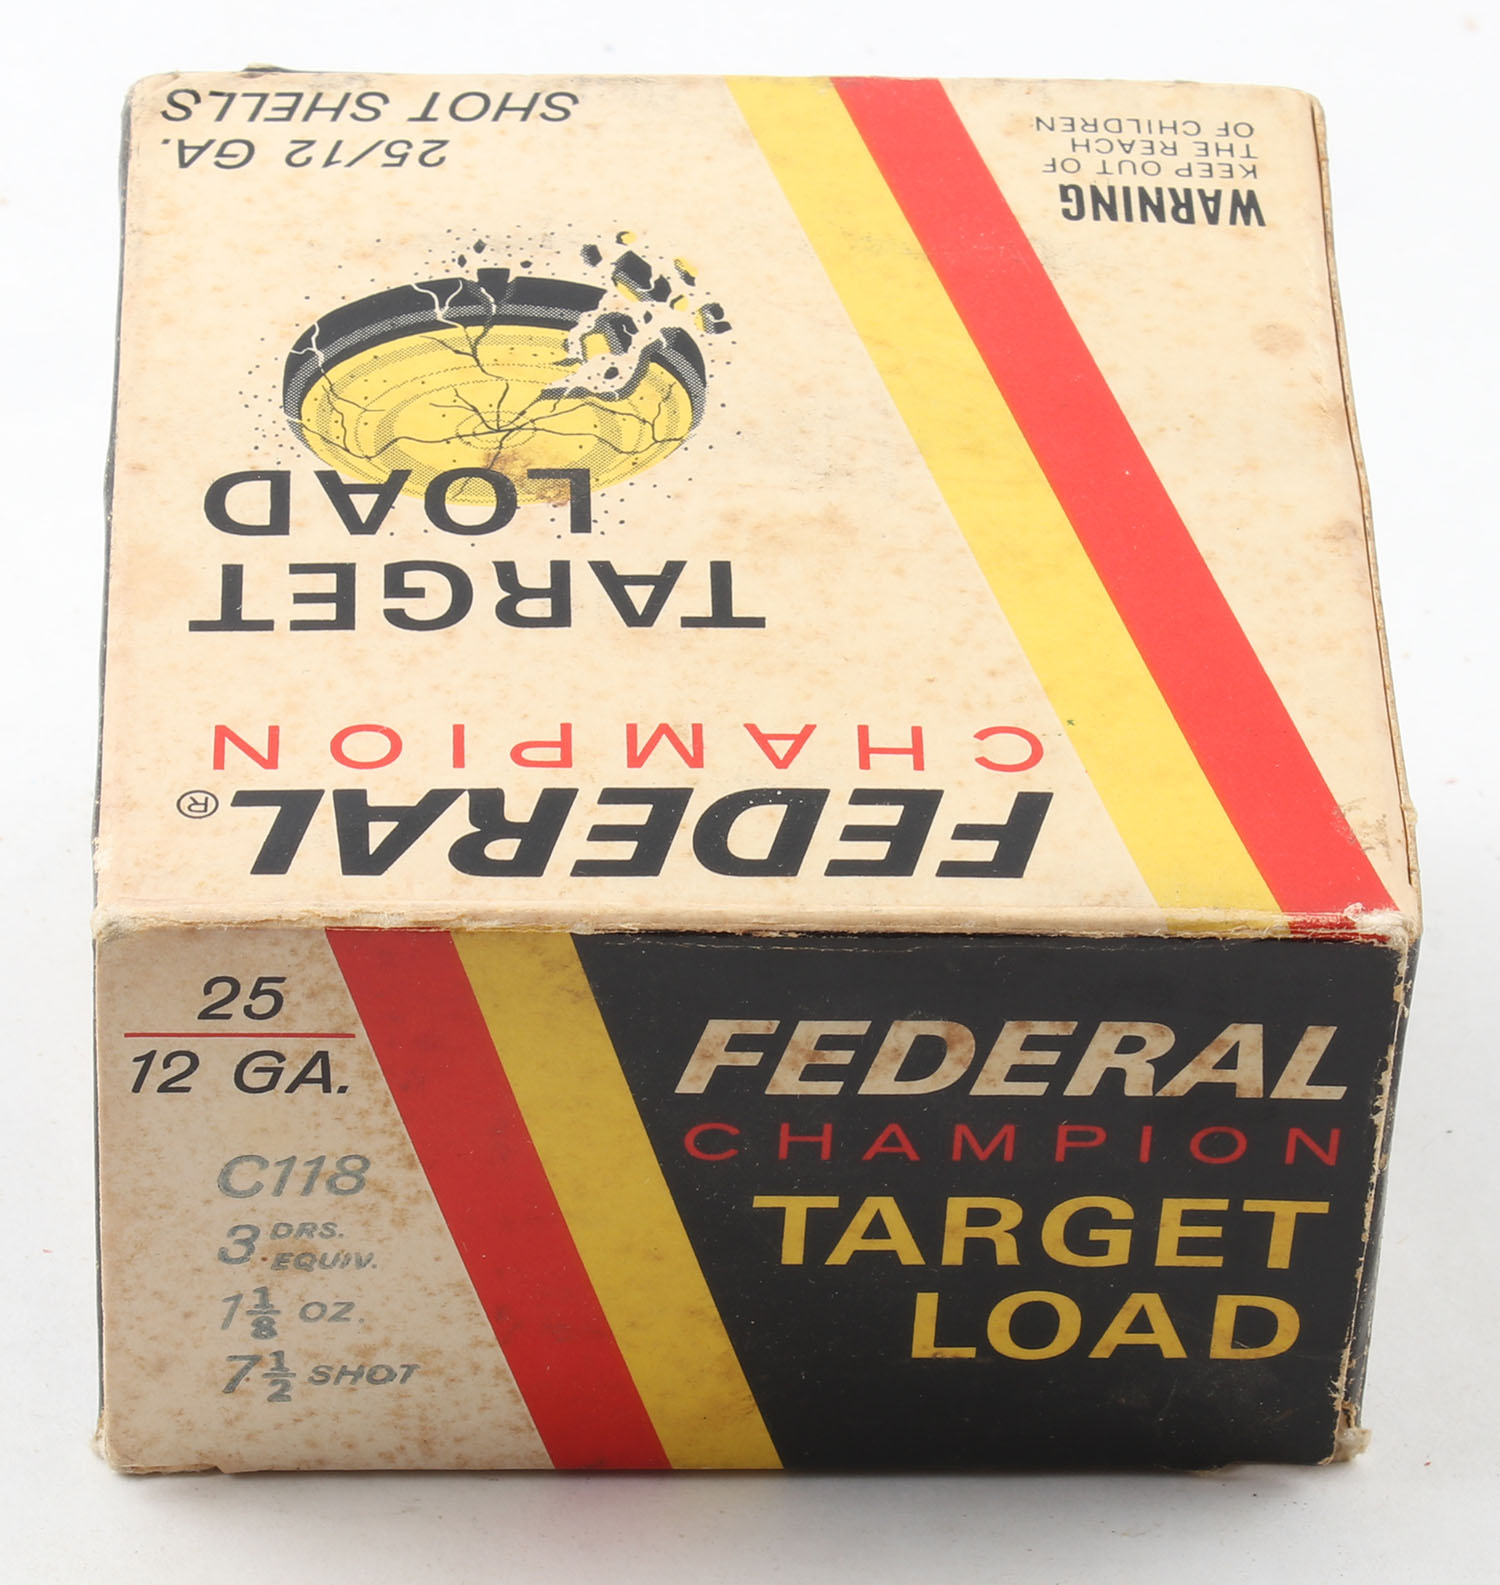 FEDERAL®
CHAMPION
TARGET
LOAD
25/12 GA.
SHOT SHELLS
WARNING
KEEP OUT OF
THE REACH
OF CHILDREN
25
12 GA.
C118
3 DRS.
EQUIV.
1 1/8 OZ.
7 1/2 SHOT
FEDERAL
CHAMPION
TARGET
LOAD